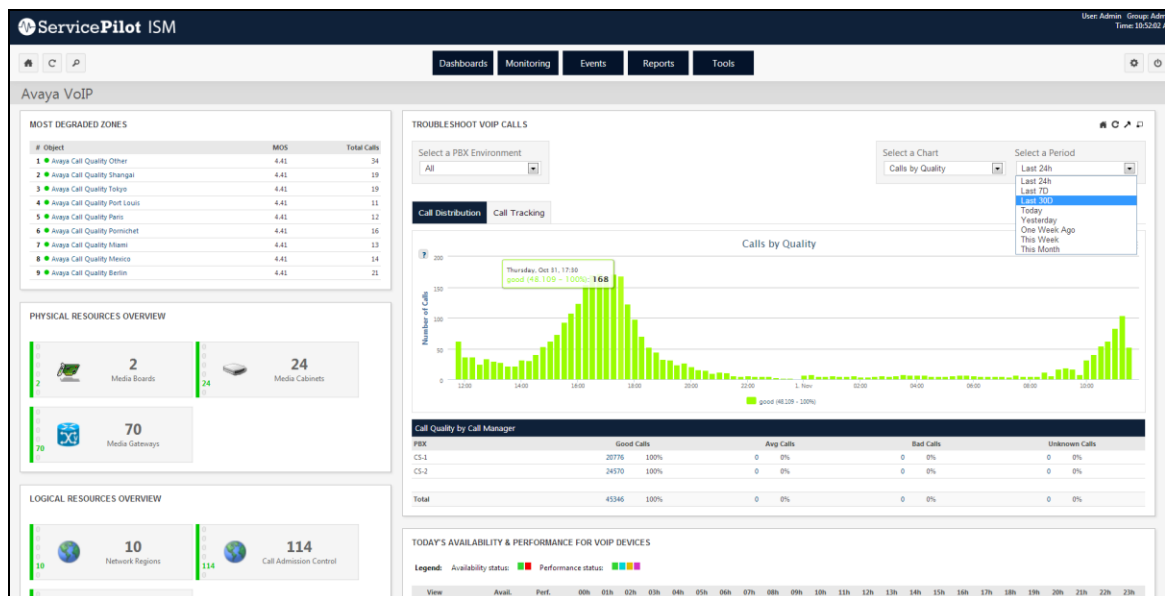 ServicePilot ISM
User: Admin Group: Adm
Time: 10:52:02
Dashboards Monitoring Events Reports Tools
Avaya VoIP
MOST DEGRADED ZONES
# Object MOS Total Calls
1 Avaya Call Quality Other 4.41 34
2 Avaya Call Quality Shangai 4.41 19
3 Avaya Call Quality Tokyo 4.41 19
4 Avaya Call Quality Port Louis 4.41 11
5 Avaya Call Quality Paris 4.41 12
6 Avaya Call Quality Pornichet 4.41 16
7 Avaya Call Quality Miami 4.41 13
8 Avaya Call Quality Mexico 4.41 14
9 Avaya Call Quality Berlin 4.41 21
PHYSICAL RESOURCES OVERVIEW
2 2 Media Boards
24 24 Media Cabinets
70 70 Media Gateways
LOGICAL RESOURCES OVERVIEW
10 10 Network Regions
114 114 Call Admission Control
TROUBLESHOOT VOIP CALLS
Select a PBX Environment
All
Select a Chart
Calls by Quality
Select a Period
Last 24h
Last 24h
Last 7D
Last 30D
Today
Yesterday
One Week Ago
This Week
This Month
Call Distribution Call Tracking
Calls by Quality
?
Number of Calls
200
150
100
50
0
Thursday, Oct 31, 17:30
good (48.109 - 100%): 168
12:00 14:00 16:00 18:00 20:00 22:00 1. Nov 02:00 04:00 06:00 08:00 10:00
good (48.109 - 100%)
Call Quality by Call Manager
PBX Good Calls Avg Calls Bad Calls Unknown Calls
CS-1 20776 100% 0 0% 0 0% 0 0%
CS-2 24570 100% 0 0% 0 0% 0 0%
Total 45346 100% 0 0% 0 0% 0 0%
TODAY'S AVAILABILITY & PERFORMANCE FOR VOIP DEVICES
Legend: Availability status: Performance status:
View Avail. Perf. 00h 01h 02h 03h 04h 05h 06h 07h 08h 09h 10h 11h 12h 13h 14h 15h 16h 17h 18h 19h 20h 21h 22h 23h